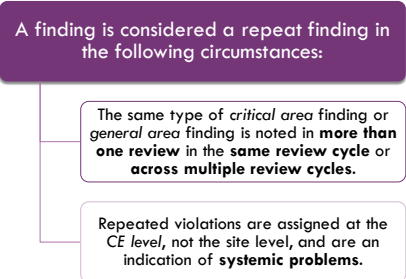 A finding is considered a repeat finding in
the following circumstances:
The same type of critical area finding or
general area finding is noted in more than
one review in the same review cycle or
across multiple review cycles.
Repeated violations are assigned at the
CE level, not the site level, and are an
indication of systemic problems.